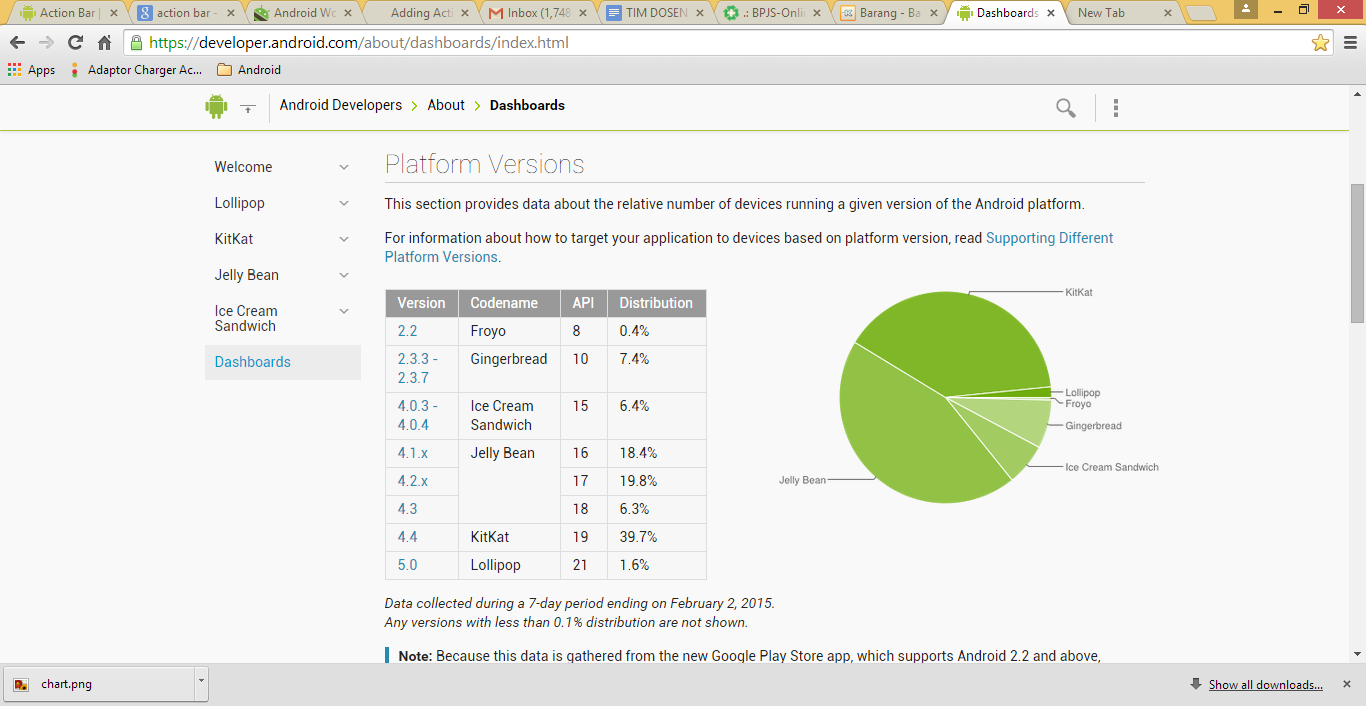 Action Bar |
action bar -
Android Wo
Adding Acti
Inbox (1,748
TIM DOSEN
.: BPJS-Onli
Barang - Ba
Dashboards
New Tab
https://developer.android.com/about/dashboards/index.html
Apps
Adaptor Charger Ac...
Android
Android Developers > About > Dashboards
Welcome
Lollipop
KitKat
Jelly Bean
Ice Cream
Sandwich
Dashboards
Platform Versions
This section provides data about the relative number of devices running a given version of the Android platform.
For information about how to target your application to devices based on platform version, read Supporting Different
Platform Versions.
Version Codename API Distribution
2.2 Froyo 8 0.4%
2.3.3 - Gingerbread 10 7.4%
2.3.7
4.0.3 - Ice Cream 15 6.4%
4.0.4 Sandwich
4.1.x Jelly Bean 16 18.4%
4.2.x 17 19.8%
4.3 18 6.3%
4.4 KitKat 19 39.7%
5.0 Lollipop 21 1.6%
KitKat
Lollipop
Froyo
Gingerbread
Ice Cream Sandwich
Jelly Bean
Data collected during a 7-day period ending on February 2, 2015.
Any versions with less than 0.1% distribution are not shown.
Note: Because this data is gathered from the new Google Play Store app, which supports Android 2.2 and above,
chart.png
Show all downloads...